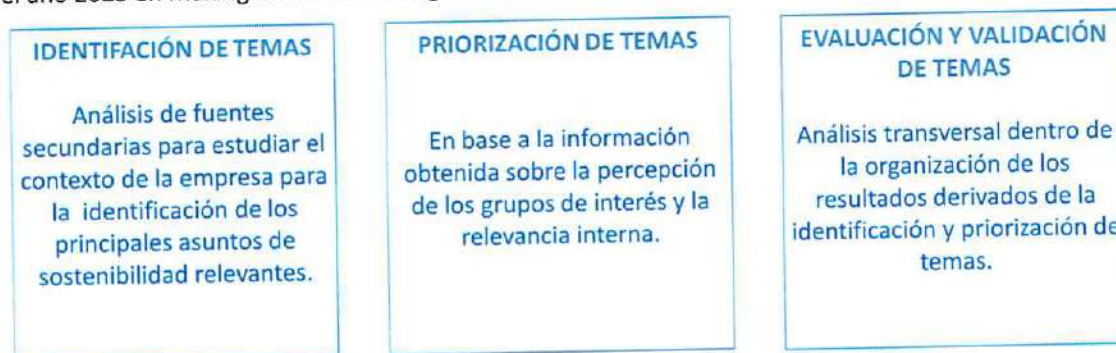 IDENTIFACIÓN DE TEMAS
Análisis de fuentes
secundarias para estudiar el
contexto de la empresa para
la identificación de los
principales asuntos de
sostenibilidad relevantes.
PRIORIZACIÓN DE TEMAS
En base a la información
obtenida sobre la percepción
de los grupos de interés y la
relevancia interna.
EVALUACIÓN Y VALIDACIÓN
DE TEMAS
Análisis transversal dentro de
la organización de los
resultados derivados de la
identificación y priorización de
temas.